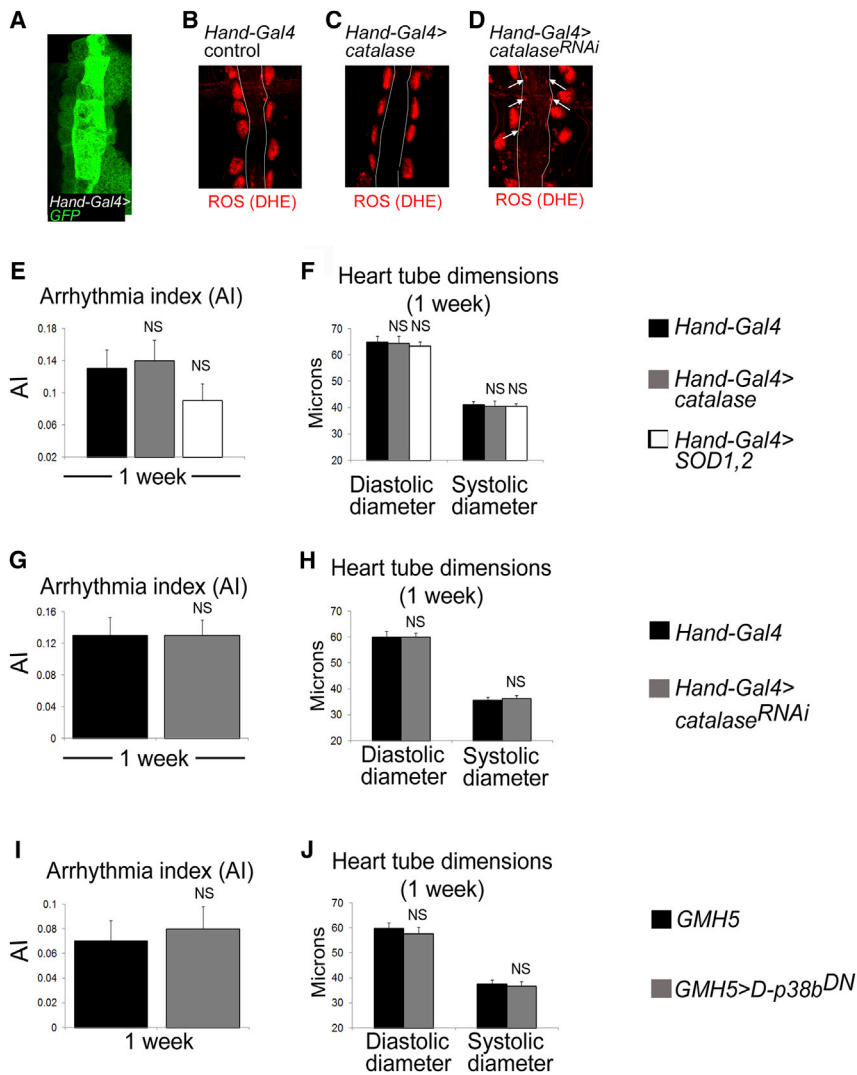 A
Hand-Gal4>
GFP
B
Hand-Gal4
control
ROS (DHE)
C
Hand-Gal4>
catalase
ROS (DHE)
D
Hand-Gal4>
catalaseRNAi
ROS (DHE)
E
Arrhythmia index (AI)
AI
0.18
0.14
0.1
0.06
0.02
NS
NS
1 week
F
Heart tube dimensions
(1 week)
Microns
70
60
50
40
30
20
NS NS
NS NS
Diastolic
diameter
Systolic
diameter
Hand-Gal4
Hand-Gal4>
catalase
Hand-Gal4>
SOD1,2
G
Arrhythmia index (AI)
AI
0.16
0.12
0.08
0.04
0
NS
1 week
H
Heart tube dimensions
(1 week)
Microns
70
60
50
40
30
20
NS
NS
Diastolic
diameter
Systolic
diameter
Hand-Gal4
Hand-Gal4>
catalaseRNAi
I
Arrhythmia index (AI)
AI
0.1
0.08
0.06
0.04
0.02
0
NS
1 week
J
Heart tube dimensions
(1 week)
Microns
70
60
50
40
30
20
NS
NS
Diastolic
diameter
Systolic
diameter
GMH5
GMH5>D-p38bDN